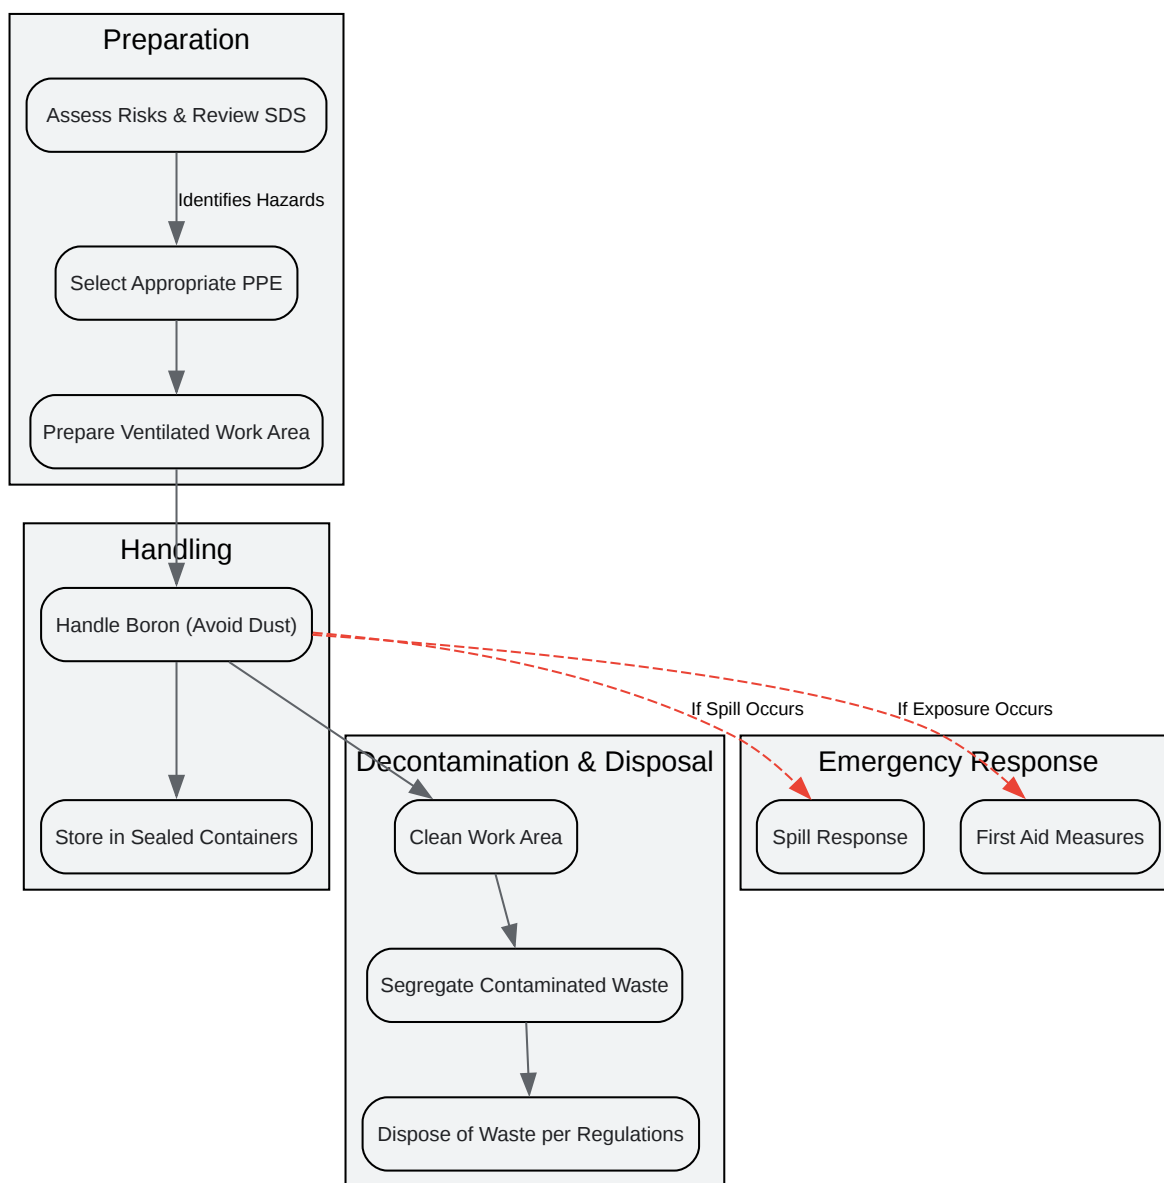 Preparation
Assess Risks & Review SDS
Identifies Hazards
Select Appropriate PPE
Prepare Ventilated Work Area
Handling
Handle Boron (Avoid Dust)
If Spill Occurs
If Exposure Occurs
Store in Sealed Containers
Decontamination & Disposal
Clean Work Area
Segregate Contaminated Waste
Dispose of Waste per Regulations
Emergency Response
Spill Response
First Aid Measures